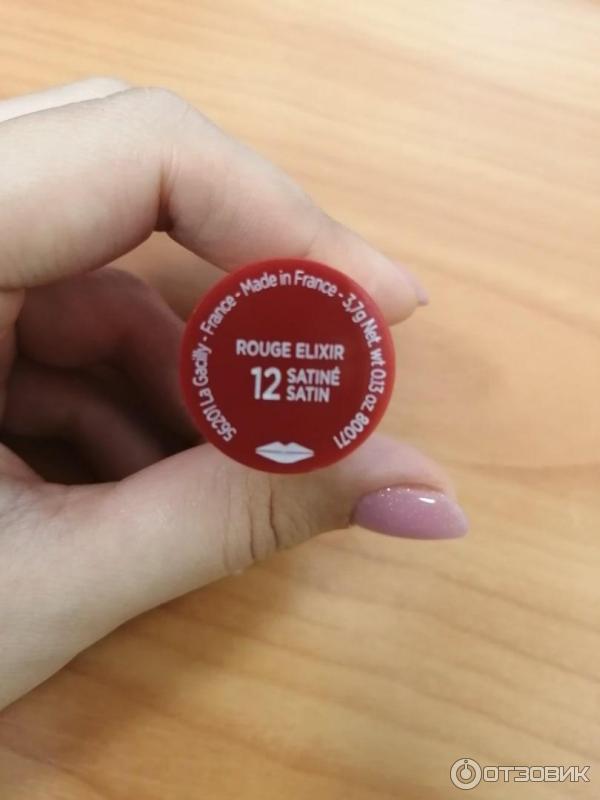 56201 La Gacilly - France - Made in France - 3,7g Net. wt 0.13 oz 80071
ROUGE ELIXIR
12 SATINÉ
SATIN
ОТЗОВИК